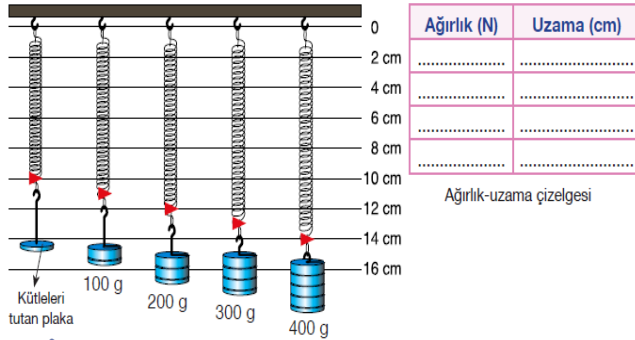 0
2 cm
4 cm
6 cm
8 cm
10 cm
12 cm
14 cm
16 cm
Kütleleri
tutan plaka
100 g
200 g
300 g
400 g
Ağırlık (N) Uzama (cm)
.................... ...........................
.................... ...........................
.................... ...........................
.................... ...........................
Ağırlık-uzama çizelgesi